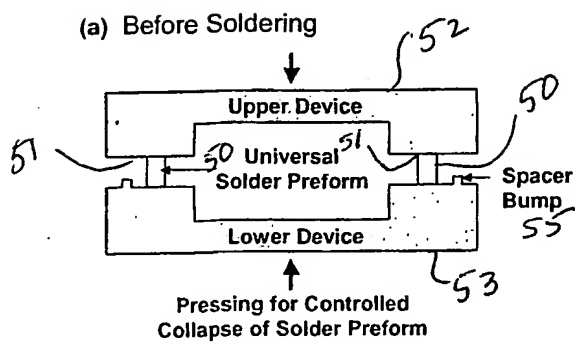 (a) Before Soldering
52
Upper Device
50
51
50
51
Universal
Solder Preform
Spacer
Bump
55
Lower Device
53
Pressing for Controlled
Collapse of Solder Preform